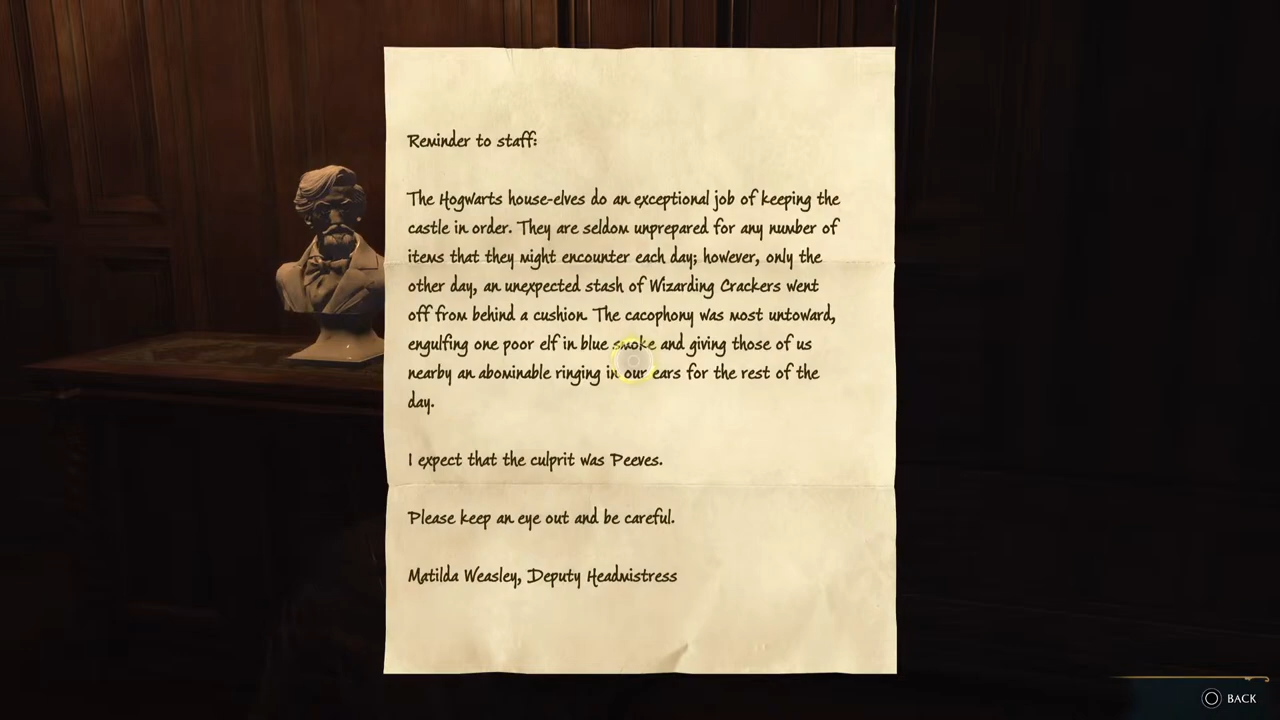 Reminder to staff:
The Hogwarts house-elves do an exceptional job of keeping the
castle in order. They are seldom unprepared for any number of
items that they might encounter each day; however, only the
other day, an unexpected stash of Wizarding Crackers went
off from behind a cushion. The cacophony was most untoward,
engulfing one poor elf in blue smoke and giving those of us
nearby an abominable ringing in our ears for the rest of the
day.
I expect that the culprit was Peeves.
Please keep an eye out and be careful.
Matilda Weasley, Deputy Headmistress
BACK